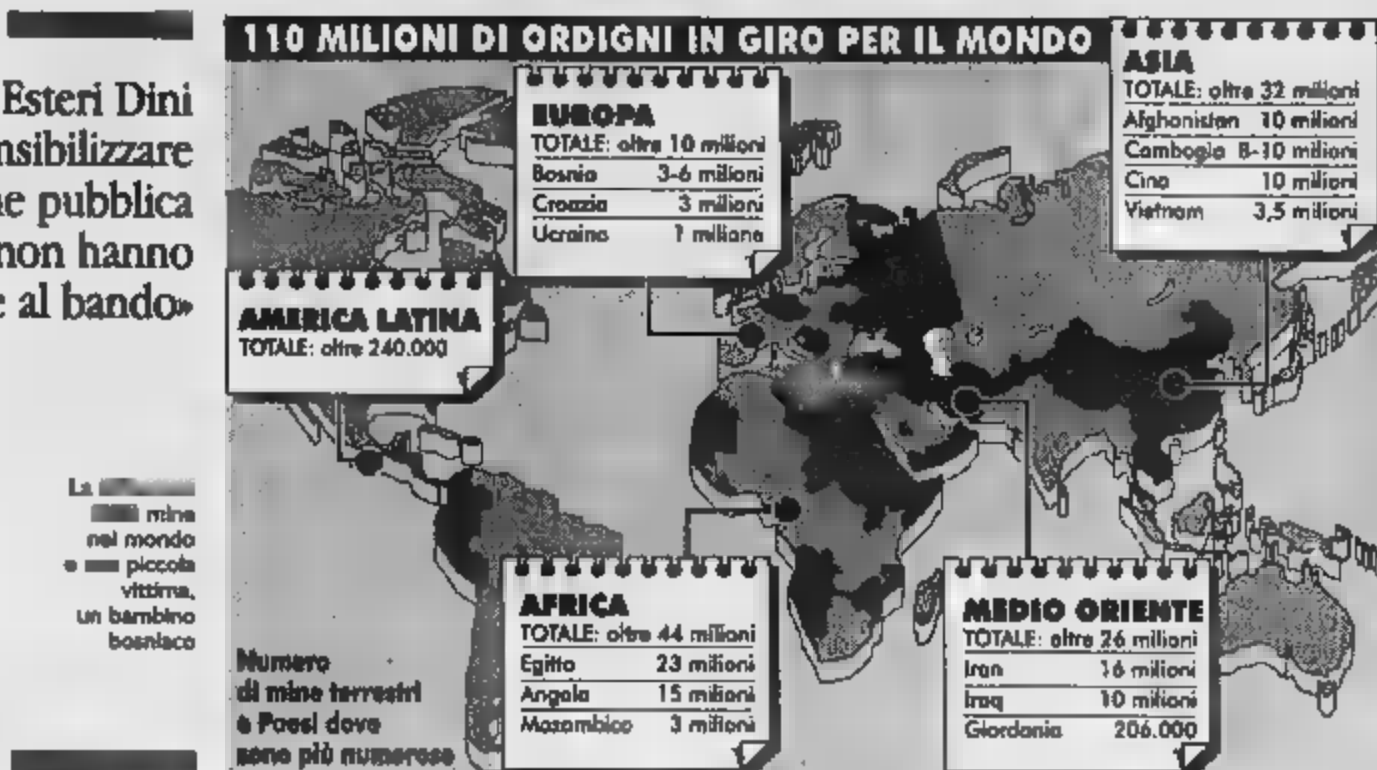 Esteri Dini
nsibilizzare
e pubblica
non hanno
e al bando»
La
mine
nel mondo
e piccola
vittima,
un bambino
bosniaco
110 MILIONI DI ORDIGNI IN GIRO PER IL MONDO
EUROPA
TOTALE: oltre 10 milioni
Bosnia 3-6 milioni
Croazia 3 milioni
Ucraina 1 milione
ASIA
TOTALE: oltre 32 milioni
Afghanistan 10 milioni
Cambogia 8-10 milioni
Cina 10 milioni
Vietnam 3,5 milioni
AMERICA LATINA
TOTALE: oltre 240.000
AFRICA
TOTALE: oltre 44 milioni
Egitto 23 milioni
Angola 15 milioni
Mozambico 3 milioni
MEDIO ORIENTE
TOTALE: oltre 26 milioni
Iran 16 milioni
Iraq 10 milioni
Giordania 206.000
Numero
di mine terrestri
e Paesi dove
sono più numerose